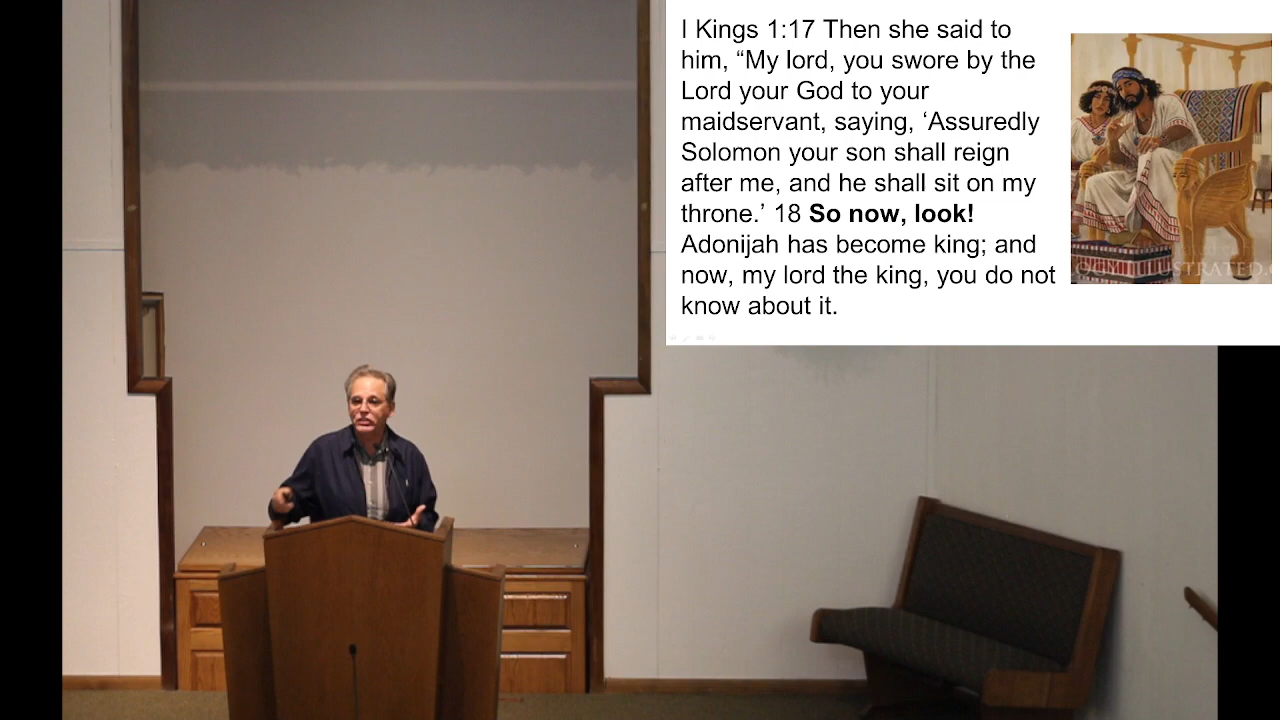 I Kings 1:17 Then she said to
him, “My lord, you swore by the
Lord your God to your
maidservant, saying, ‘Assuredly
Solomon your son shall reign
after me, and he shall sit on my
throne.’ 18 So now, look!
Adonijah has become king; and
now, my lord the king, you do not
know about it.
ILLUSTRATED.